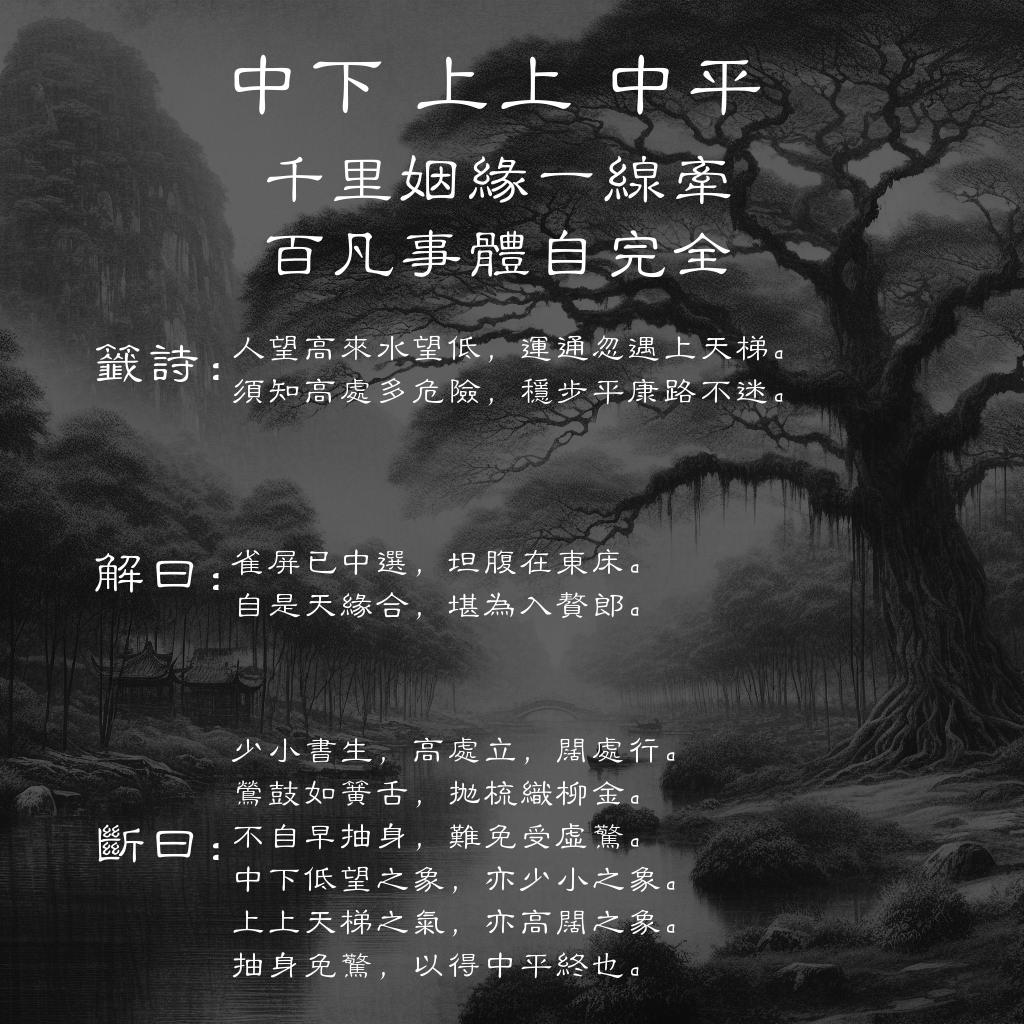 中下 上上 中平
千里姻緣一線牽
百凡事體自完全
籤詩：
人望高來水望低，運通忽遇上天梯。
須知高處多危險，穩步平康路不迷。
解曰：
雀屏已中選，坦腹在東床。
自是天緣合，堪為入贅郎。
斷曰：
少小書生，高處立，闊處行。
鶯鼓如簧舌，拋梳織柳金。
不自早抽身，難免受虛驚。
中下低望之象，亦少小之象。
上上天梯之氣，亦高闊之象。
抽身免驚，以得中平終也。